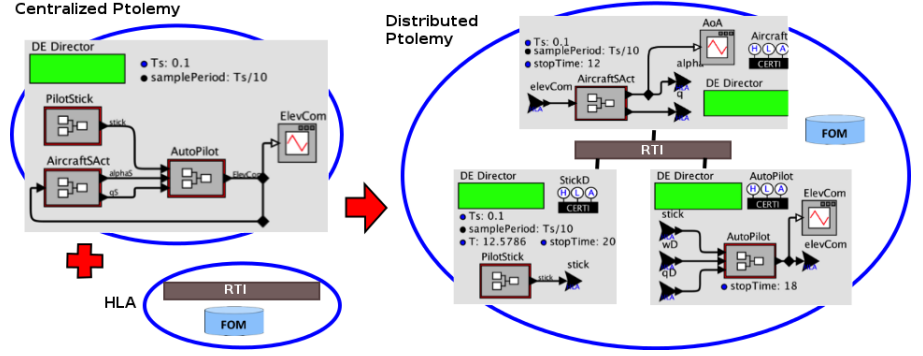 Centralized Ptolemy
DE Director
Ts: 0.1
samplePeriod: Ts/10
PilotStick
stick
ElevCom
AircraftSAct
alphaS
qS
AutoPilot
ElevCom
HLA
RTI
FOM
Distributed
Ptolemy
Ts: 0.1
samplePeriod: Ts/10
stopTime: 12
AoA
Aircraft
H L A
CERTI
alpha
elevCom
AircraftSAct
q
DE Director
FOM
RTI
DE Director
StickD
H L A
CERTI
Ts: 0.1
samplePeriod: Ts/10
T: 12.5786
stopTime: 20
PilotStick
stick
stick
DE Director
AutoPilot
H L A
CERTI
ElevCom
stick
wD
qD
AutoPilot
elevCom
stopTime: 18